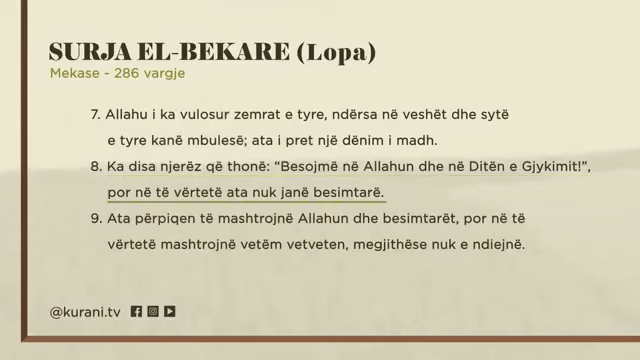 SURJA EL-BEKARE (Lopa)
Mekase - 286 vargje
7. Allahu i ka vulosur zemrat e tyre, ndërsa në veshët dhe sytë
e tyre kanë mbulesë; ata i pret një dënim i madh.
8. Ka disa njerëz që thonë: “Besojmë në Allahun dhe në Ditën e Gjykimit!”,
por në të vërtetë ata nuk janë besimtarë.
9. Ata përpiqen të mashtrojnë Allahun dhe besimtarët, por në të
vërtetë mashtrojnë vetëm vetveten, megjithëse nuk e ndiejnë.
@kurani.tv